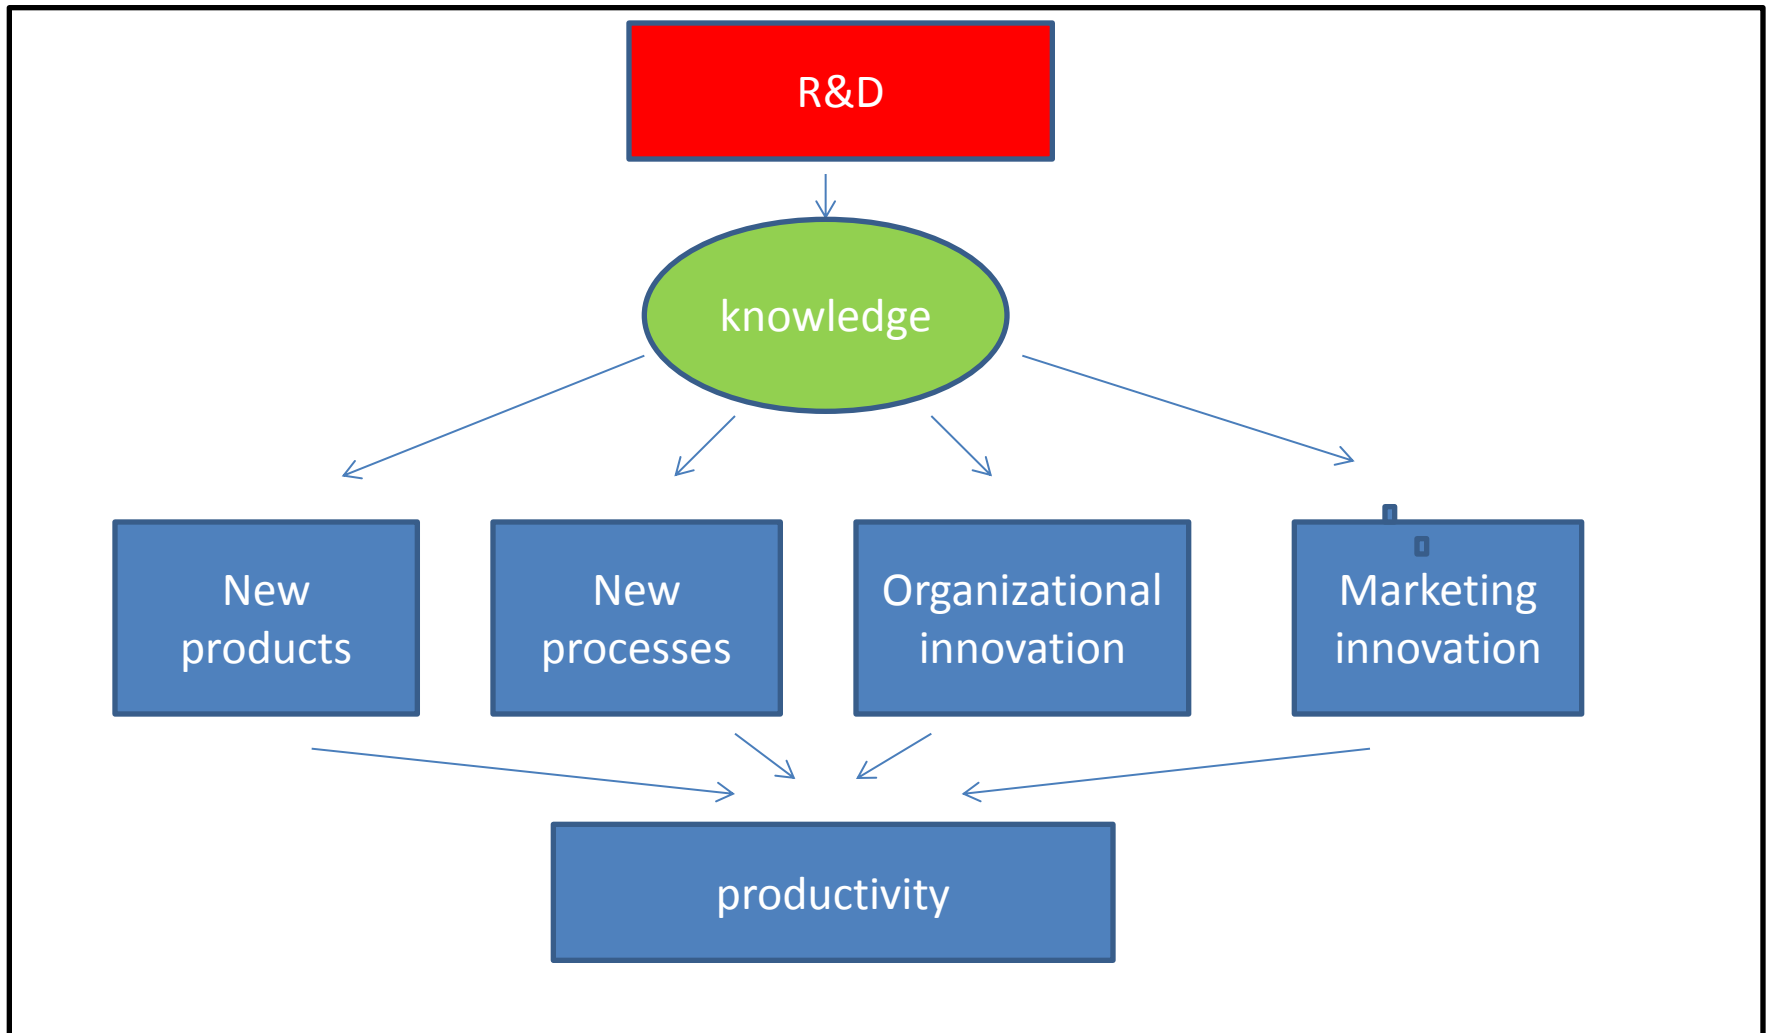 R&D
knowledge
New
products
New
processes
Organizational
innovation
Marketing
innovation
productivity